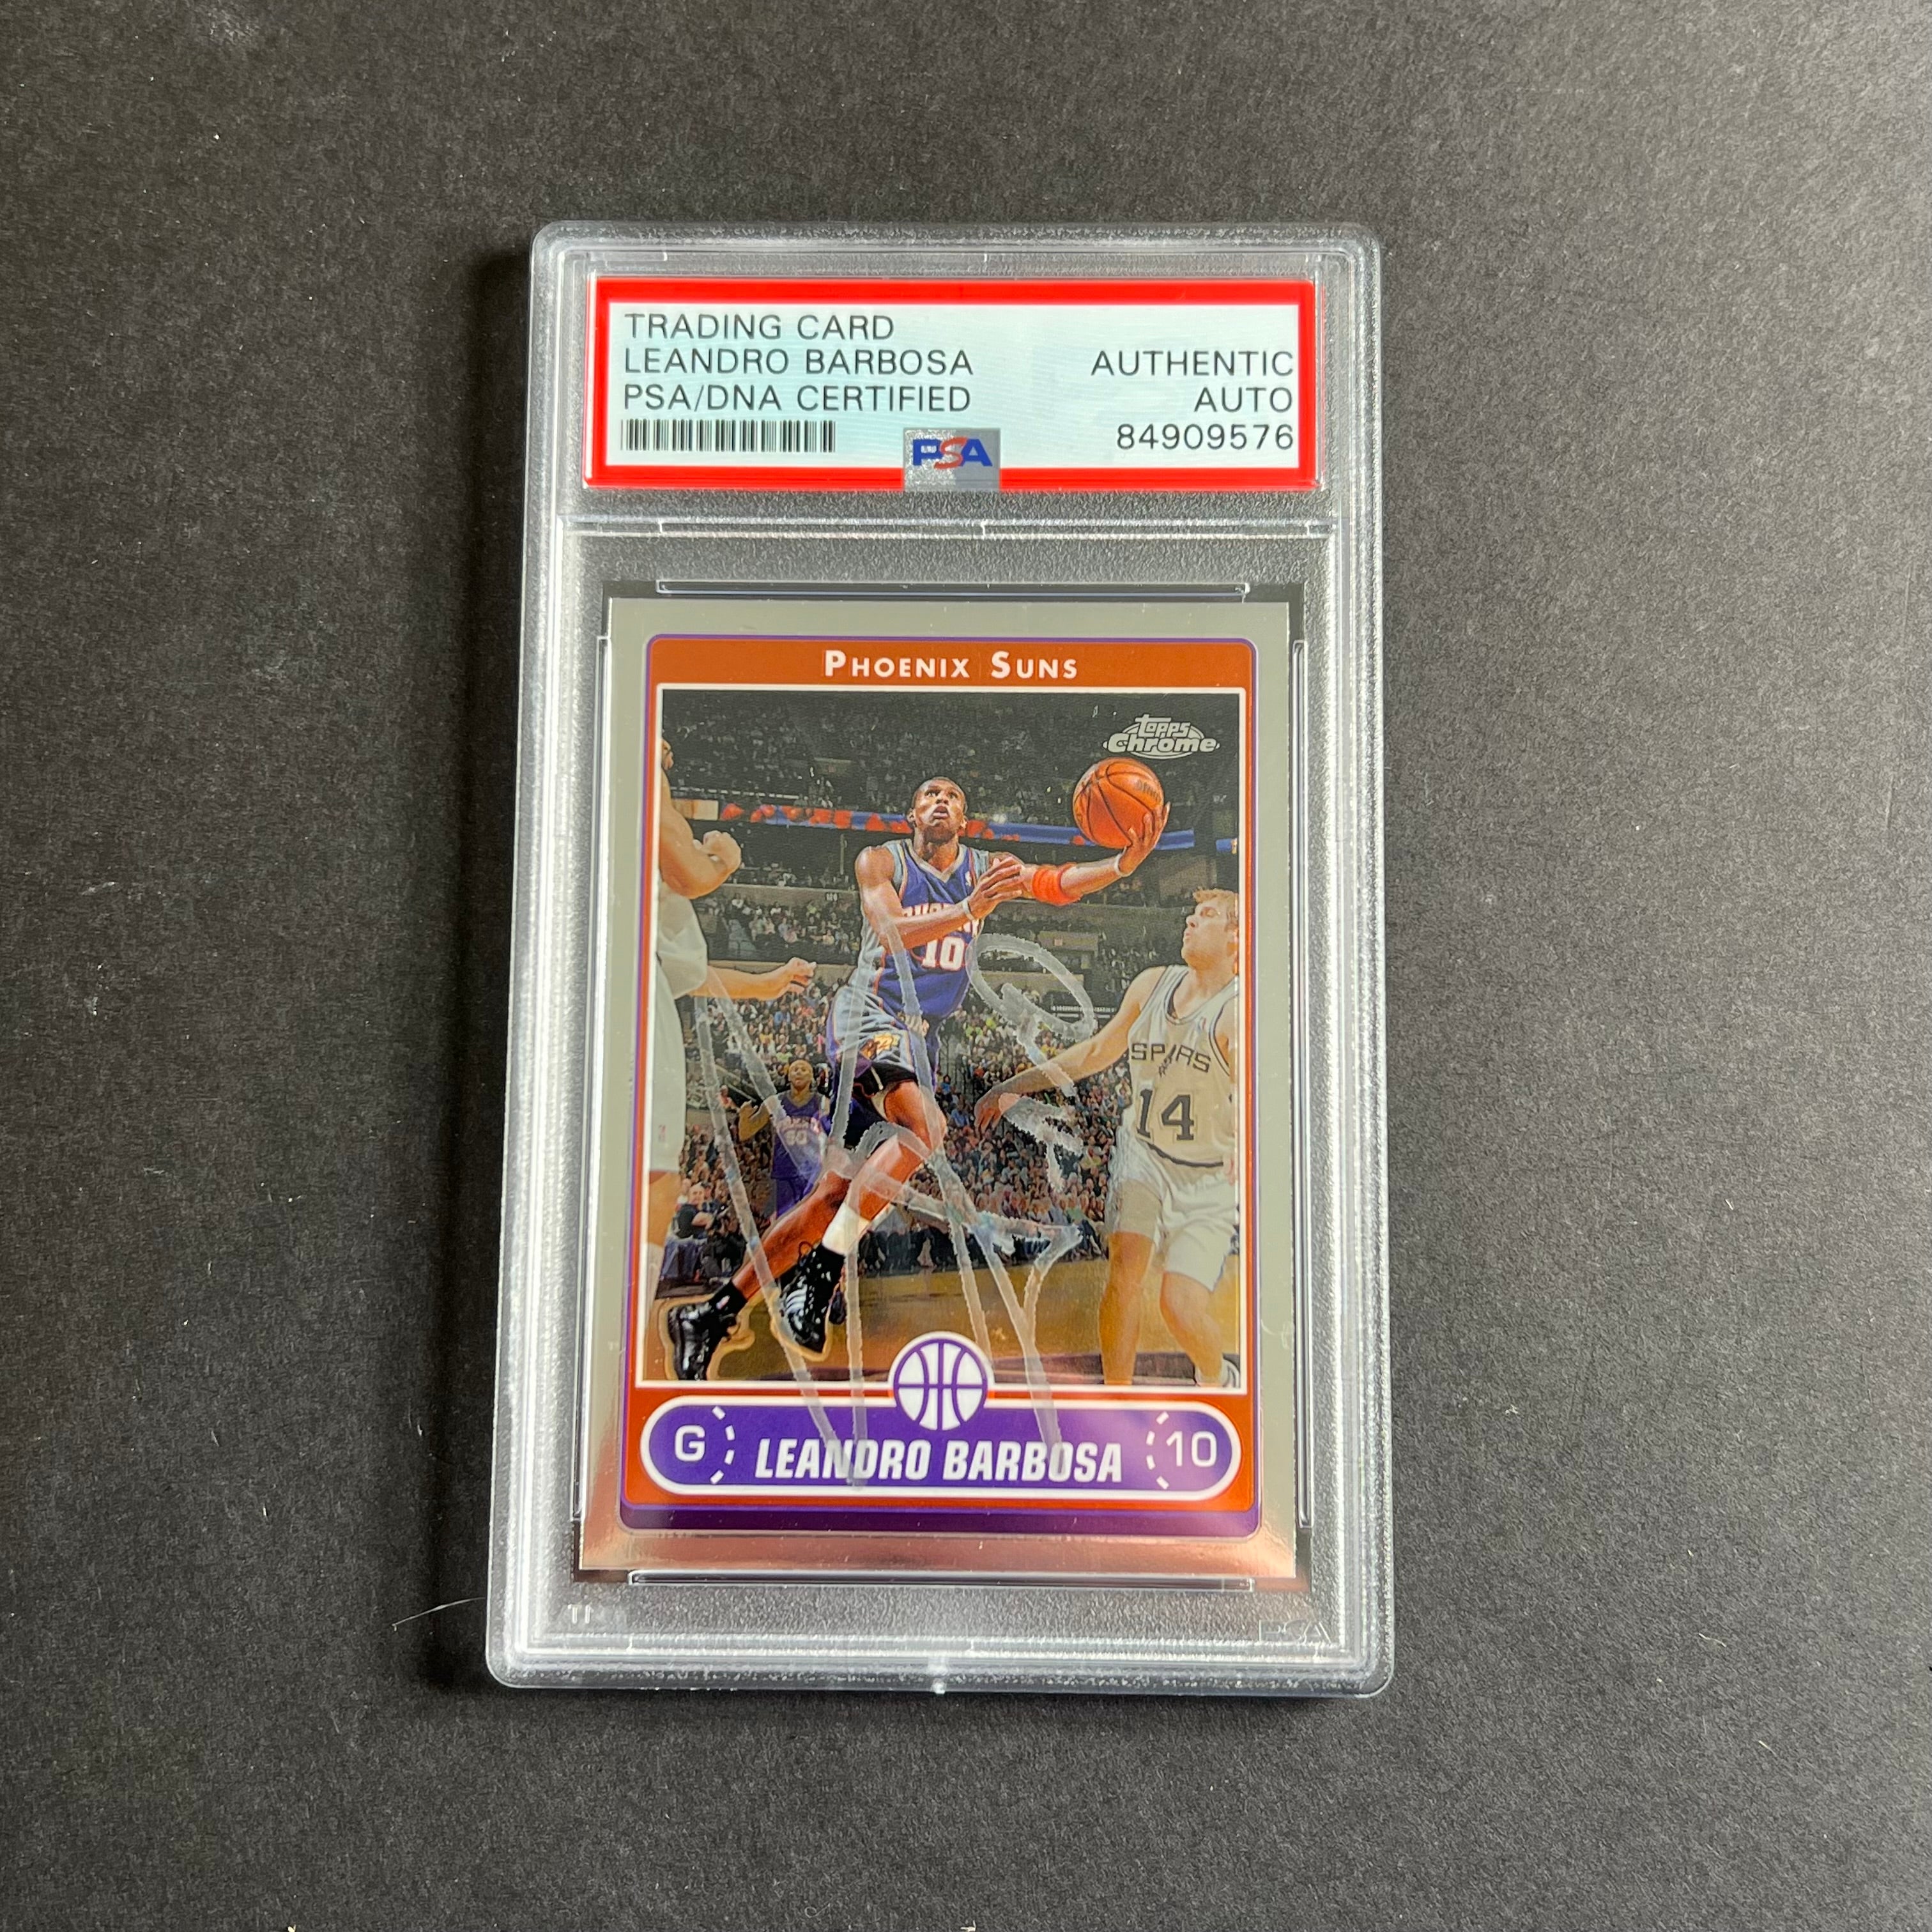 TRADING CARD
LEANDRO BARBOSA
PSA/DNA CERTIFIED
AUTHENTIC
AUTO
84909576
PSA
PHOENIX SUNS
topps
Chrome
10
SPURS
14
G
LEANDRO BARBOSA
10
PSA